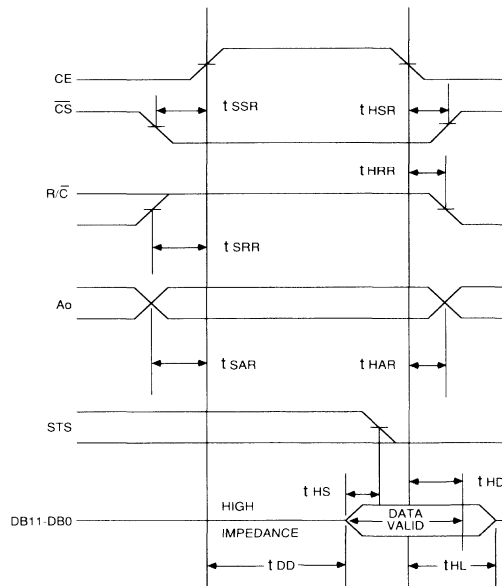 CE
C̅S̅
t SSR
t HSR
t HRR
R/C̅
t SRR
Ao
t SAR
t HAR
STS
t HS
t HD
HIGH
DATA
DB11-DB0
VALID
IMPEDANCE
t DD
t HL